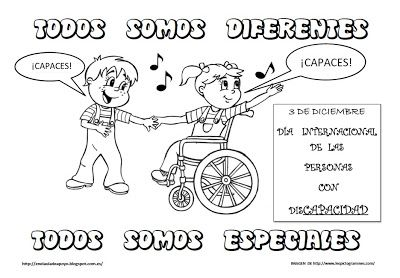 TODOS SOMOS DIFERENTES
¡CAPACES!
¡CAPACES!
3 DE DICIEMBRE
DÍA INTERNACIONAL
DE LAS
PERSONAS
CON
DISCAPACIDAD
TODOS SOMOS ESPECIALES